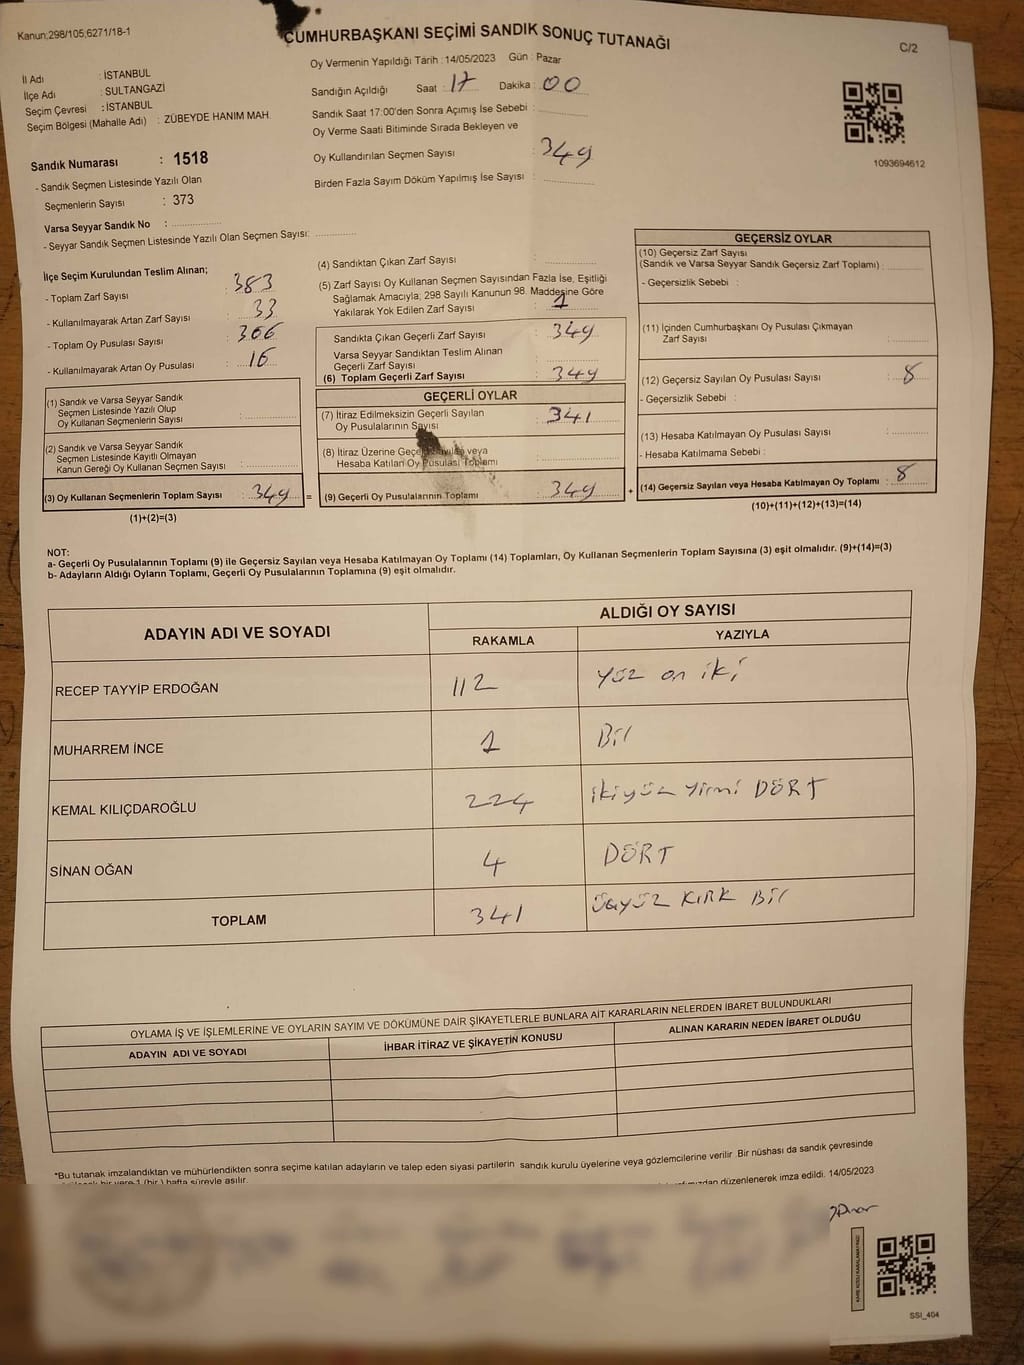 Kanun;298/105;6271/18-1
CUMHURBAŞKANI SEÇİMİ SANDIK SONUÇ TUTANAĞI
C/2
İl Adı : İSTANBUL
İlçe Adı : SULTANGAZİ
Seçim Çevresi : İSTANBUL
Seçim Bölgesi (Mahalle Adı) : ZÜBEYDE HANIM MAH.
Sandık Numarası : 1518
- Sandık Seçmen Listesinde Yazılı Olan
Seçmenlerin Sayısı : 373
Varsa Seyyar Sandık No :
- Seyyar Sandık Seçmen Listesinde Yazılı Olan Seçmen Sayısı:
Oy Vermenin Yapıldığı Tarih : 14/05/2023 Gün : Pazar
Sandığın Açıldığı Saat : 17 Dakika : 00
Sandık Saat 17:00'den Sonra Açımış İse Sebebi :
Oy Verme Saati Bitiminde Sırada Bekleyen ve
Oy Kullandırılan Seçmen Sayısı : 349
Birden Fazla Sayım Döküm Yapılmış İse Sayısı :
1093694612
İlçe Seçim Kurulundan Teslim Alınan;
- Toplam Zarf Sayısı : 383
- Kullanılmayarak Artan Zarf Sayısı : 33
- Toplam Oy Pusulası Sayısı : 366
- Kullanılmayarak Artan Oy Pusulası : 16
(1) Sandık ve Varsa Seyyar Sandık
Seçmen Listesinde Yazılı Olup
Oy Kullanan Seçmenlerin Sayısı :
(2) Sandık ve Varsa Seyyar Sandık
Seçmen Listesinde Kayıtlı Olmayan
Kanun Gereği Oy Kullanan Seçmen Sayısı :
(3) Oy Kullanan Seçmenlerin Toplam Sayısı : 349 =
(1)+(2)=(3)
(4) Sandıktan Çıkan Zarf Sayısı :
(5) Zarf Sayısı Oy Kullanan Seçmen Sayısından Fazla İse, Eşitliği
Sağlamak Amacıyla; 298 Sayılı Kanunun 98. Maddesine Göre
Yakılarak Yok Edilen Zarf Sayısı : 1
Sandıkta Çıkan Geçerli Zarf Sayısı : 349
Varsa Seyyar Sandıktan Teslim Alınan
Geçerli Zarf Sayısı :
(6) Toplam Geçerli Zarf Sayısı : 349
GEÇERLİ OYLAR
(7) İtiraz Edilmeksizin Geçerli Sayılan
Oy Pusulalarının Sayısı : 341
(8) İtiraz Üzerine Geçerli Sayılan veya
Hesaba Katılan Oy Pusulası Toplamı :
(9) Geçerli Oy Pusulalarının Toplamı : 349 +
GEÇERSİZ OYLAR
(10) Geçersiz Zarf Sayısı
(Sandık ve Varsa Seyyar Sandık Geçersiz Zarf Toplamı) :
- Geçersizlik Sebebi :
(11) İçinden Cumhurbaşkanı Oy Pusulası Çıkmayan
Zarf Sayısı :
(12) Geçersiz Sayılan Oy Pusulası Sayısı : 8
- Geçersizlik Sebebi :
(13) Hesaba Katılmayan Oy Pusulası Sayısı :
- Hesaba Katılmama Sebebi :
(14) Geçersiz Sayılan veya Hesaba Katılmayan Oy Toplamı : 8
(10)+(11)+(12)+(13)=(14)
NOT:
a- Geçerli Oy Pusulalarının Toplamı (9) ile Geçersiz Sayılan veya Hesaba Katılmayan Oy Toplamı (14) Toplamları, Oy Kullanan Seçmenlerin Toplam Sayısına (3) eşit olmalıdır. (9)+(14)=(3)
b- Adayların Aldığı Oyların Toplamı, Geçerli Oy Pusulalarının Toplamına (9) eşit olmalıdır.
ADAYIN ADI VE SOYADI
ALDIĞI OY SAYISI
RAKAMLA YAZIYLA
RECEP TAYYİP ERDOĞAN 112 yüz on iki
MUHARREM İNCE 1 Bir
KEMAL KILIÇDAROĞLU 224 ikiyüz yirmi DÖRT
SİNAN OĞAN 4 DÖRT
TOPLAM 341 üçyüz KIRK Bir
OYLAMA İŞ VE İŞLEMLERİNE VE OYLARIN SAYIM VE DÖKÜMÜNE DAİR ŞİKAYETLERLE BUNLARA AİT KARARLARIN NELERDEN İBARET BULUNDUKLARI
ADAYIN ADI VE SOYADI İHBAR İTİRAZ VE ŞİKAYETİN KONUSU ALINAN KARARIN NEDEN İBARET OLDUĞU
*Bu tutanak imzalandıktan ve mühürlendikten sonra seçime katılan adayların ve talep eden siyasi partilerin sandık kurulu üyelerine veya gözlemcilerine verilir .Bir nüshası da sandık çevresinde
bir yere 1 (bir ) hafta süreyle asılır.
düzenlenerek imza edildi. 14/05/2023
SSI_404